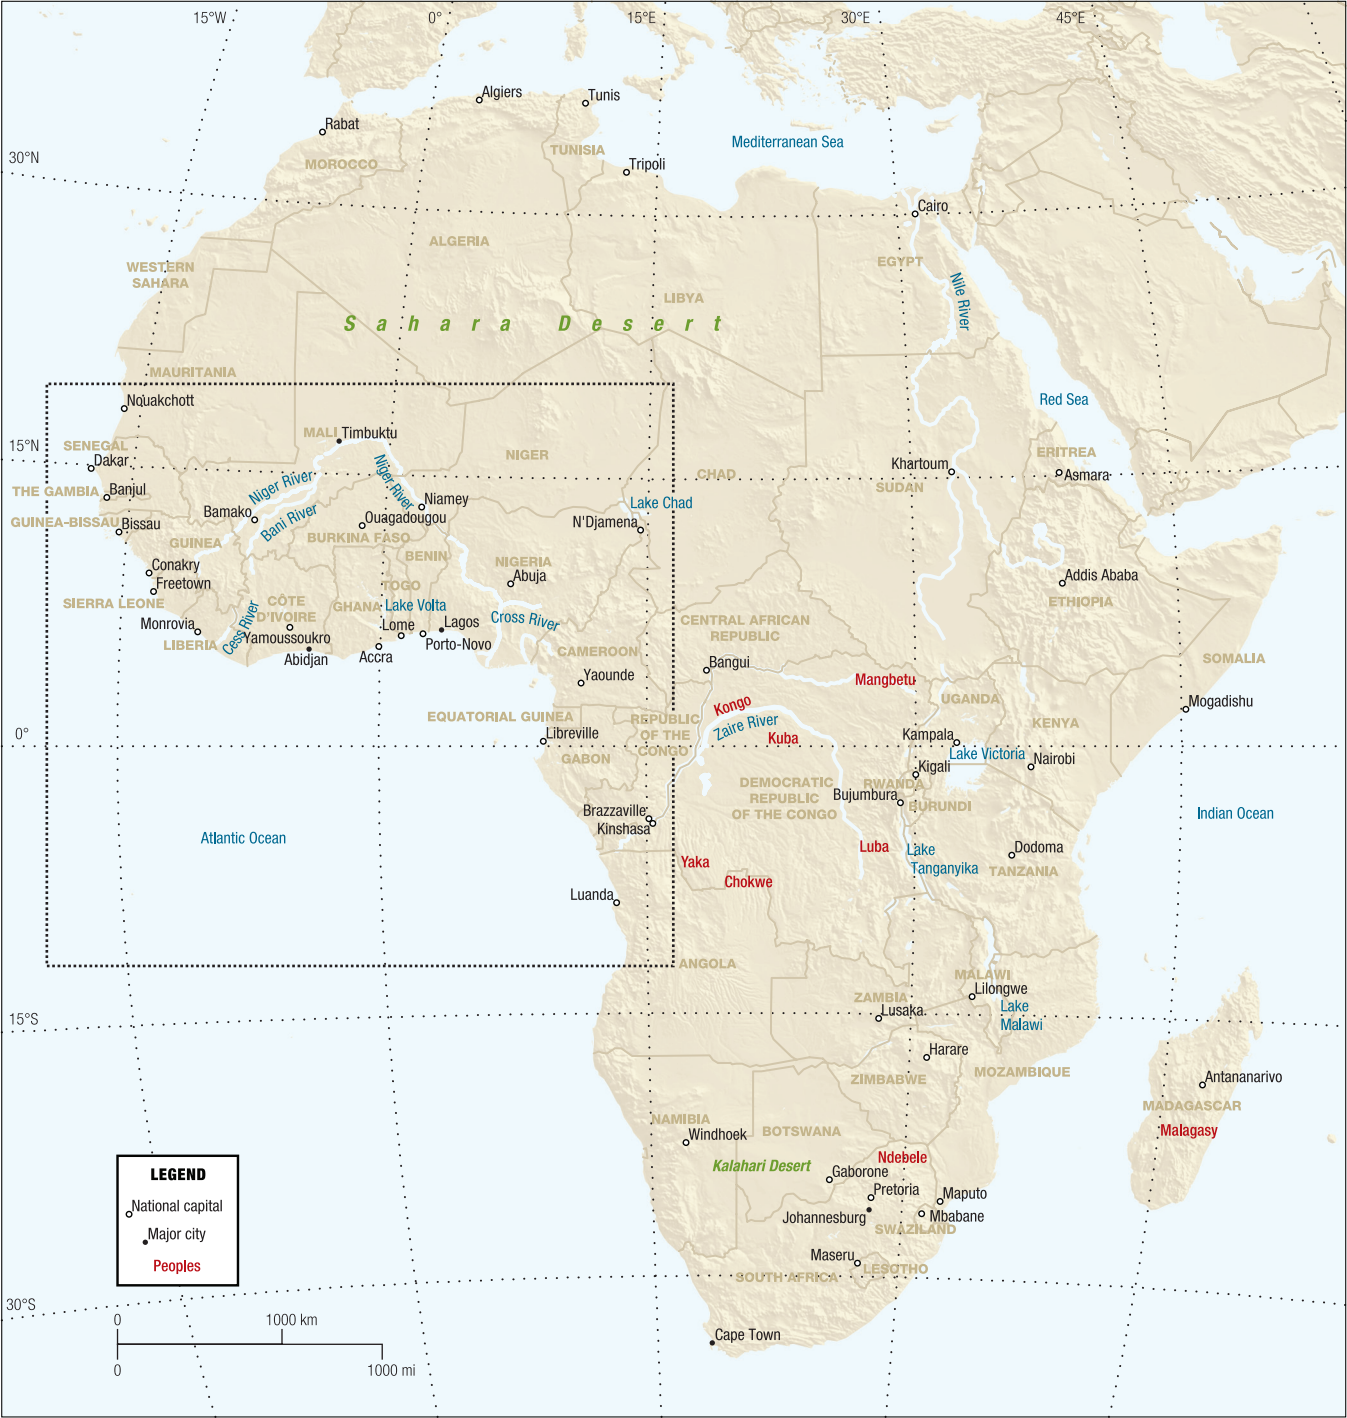 15°W
0°
15°E
30°E
45°E
Algiers
Tunis
Rabat
Mediterranean Sea
MOROCCO
TUNISIA
Tripoli
30°N
Cairo
ALGERIA
EGYPT
WESTERN
SAHARA
Nile River
LIBYA
Sahara Desert
MAURITANIA
Nouakchott
Red Sea
15°N
SENEGAL
MALI
Timbuktu
NIGER
CHAD
ERITREA
Dakar
Khartoum
Asmara
SUDAN
THE GAMBIA
Banjul
Niger River
Niger River
Niamey
Lake Chad
GUINEA-BISSAU
Bissau
Bamako
Bani River
Ouagadougou
N'Djamena
GUINEA
BURKINA FASO
BENIN
NIGERIA
Conakry
Freetown
Abuja
Addis Ababa
TOGO
SIERRA LEONE
CÔTE
D'IVOIRE
GHANA
Lake Volta
ETHIOPIA
Monrovia
Cess River
Yamoussoukro
Lome
Lagos
Cross River
CENTRAL AFRICAN
REPUBLIC
LIBERIA
Abidjan
Accra
Porto-Novo
CAMEROON
SOMALIA
Bangui
Yaounde
Mangbetu
UGANDA
Mogadishu
Kongo
EQUATORIAL GUINEA
REPUBLIC
OF THE
CONGO
Zaire River
KENYA
0°
Libreville
Kuba
Kampala
Lake Victoria
Nairobi
GABON
Kigali
DEMOCRATIC
REPUBLIC
OF THE CONGO
RWANDA
Bujumbura
BURUNDI
Brazzaville
Kinshasa
Indian Ocean
Atlantic Ocean
Luba
Lake
Tanganyika
Dodoma
TANZANIA
Yaka
Chokwe
Luanda
ANGOLA
MALAWI
Lilongwe
ZAMBIA
Lake
Malawi
15°S
Lusaka
Harare
MOZAMBIQUE
ZIMBABWE
Antananarivo
MADAGASCAR
Malagasy
NAMIBIA
Windhoek
BOTSWANA
Kalahari Desert
Ndebele
Gaborone
Pretoria
Maputo
Johannesburg
Mbabane
SWAZILAND
Maseru
LESOTHO
SOUTH AFRICA
Cape Town
LEGEND
National capital
Major city
Peoples
30°S
0
1000 km
0
1000 mi